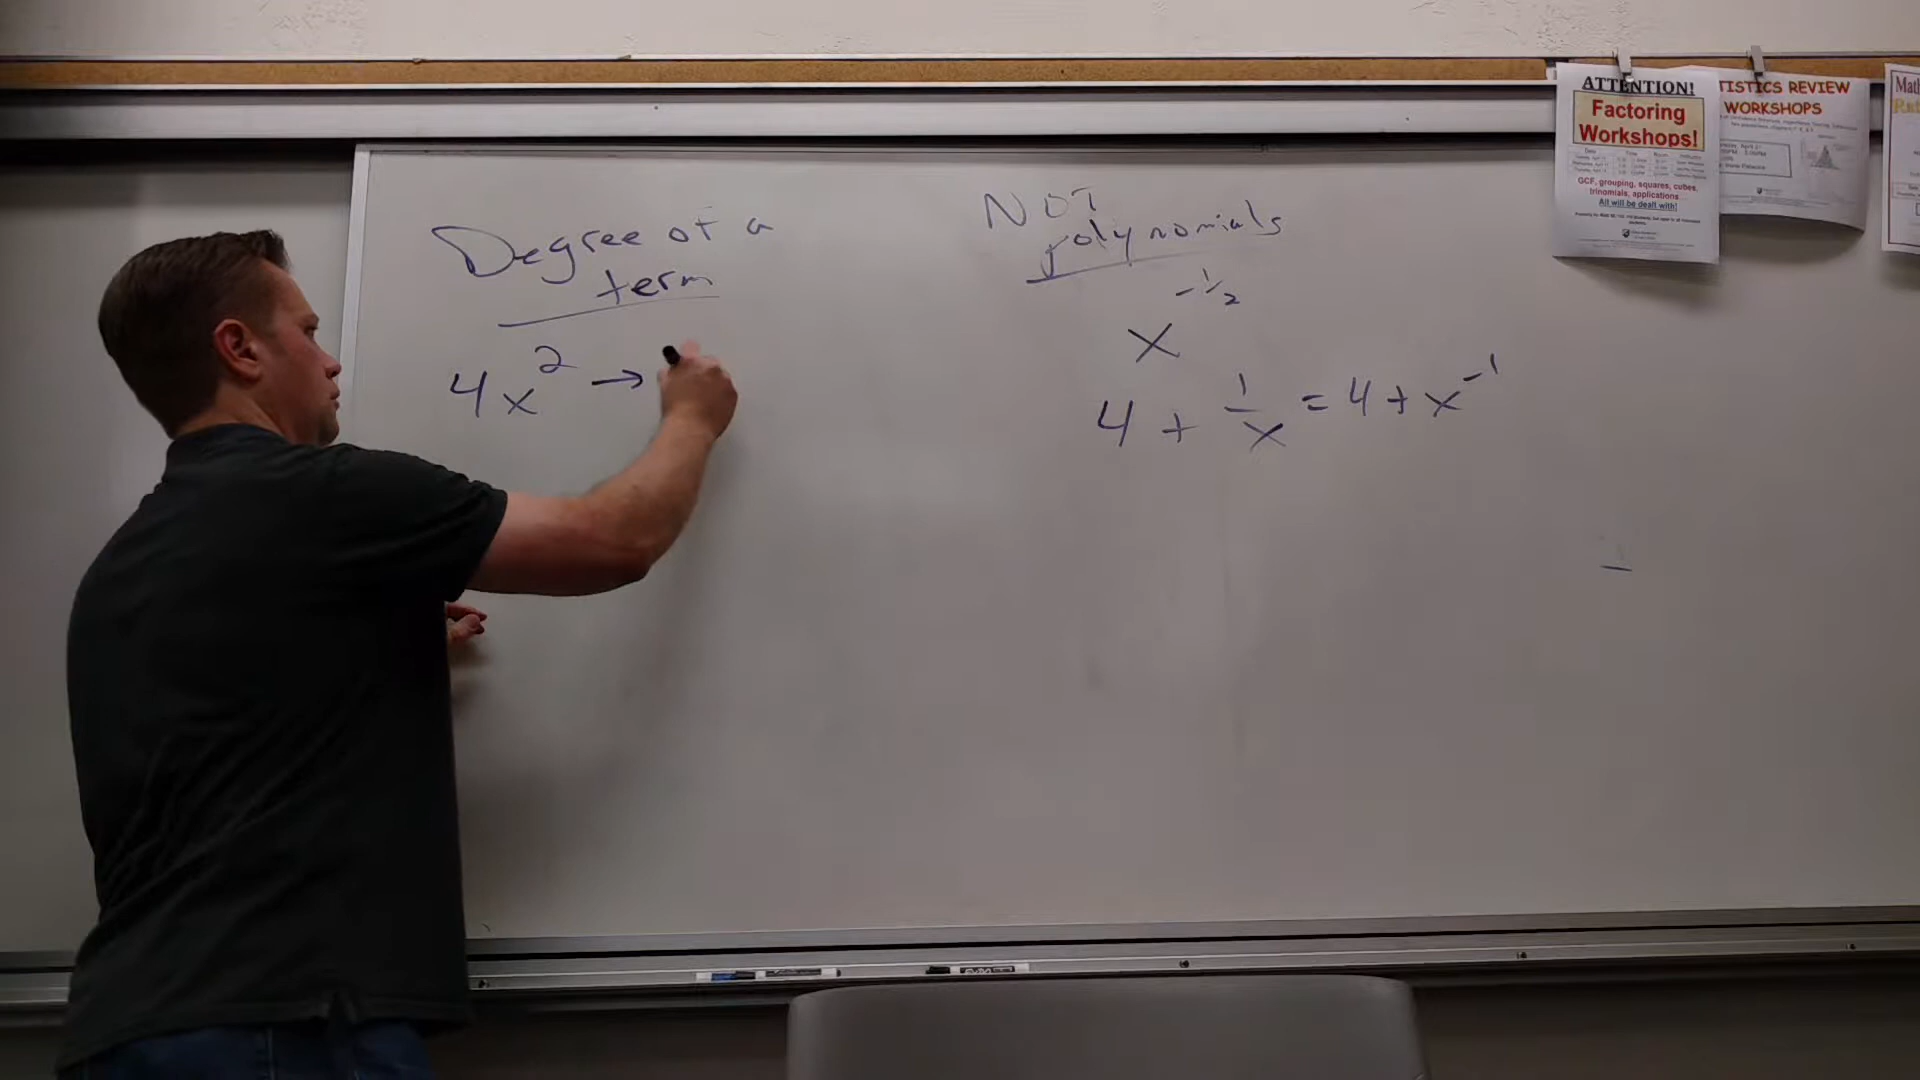 Degree of a
term
4x² →
NOT
polynomials
x^-1/2
4 + 1/x = 4 + x^-1
ATTENTION!
Factoring
Workshops!
GCF, grouping, squares, cubes,
trinomials, applications
All will be dealt with!
TISTICS REVIEW
WORKSHOPS
Math